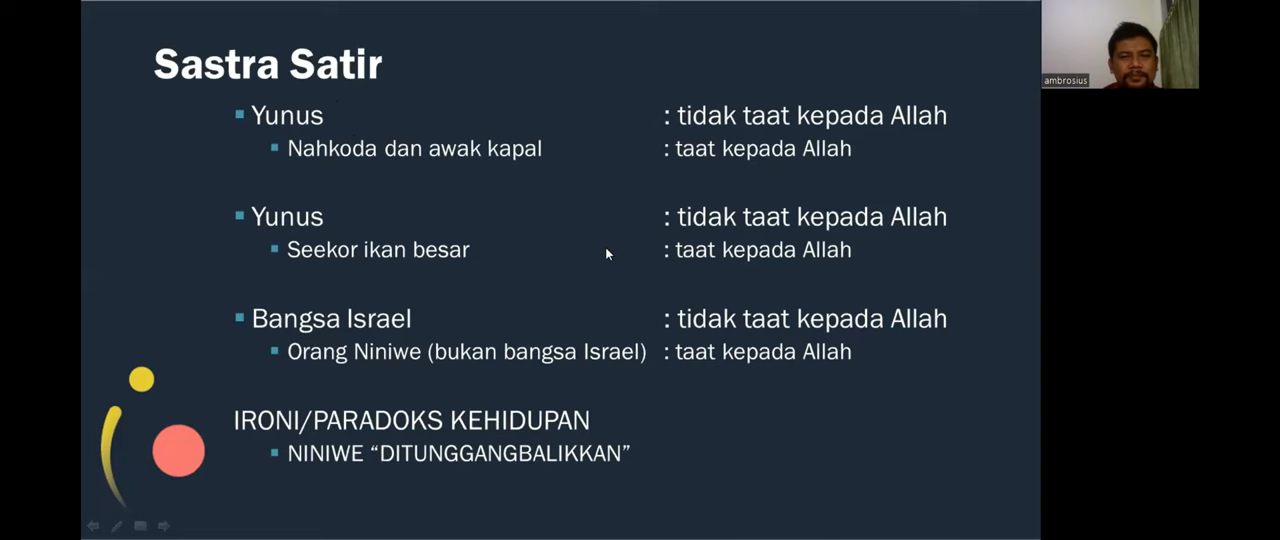 Sastra Satir
Yunus : tidak taat kepada Allah
Nahkoda dan awak kapal : taat kepada Allah
Yunus : tidak taat kepada Allah
Seekor ikan besar : taat kepada Allah
Bangsa Israel : tidak taat kepada Allah
Orang Niniwe (bukan bangsa Israel) : taat kepada Allah
IRONI/PARADOKS KEHIDUPAN
NINIWE “DITUNGGANGBALIKKAN”
ambrosius